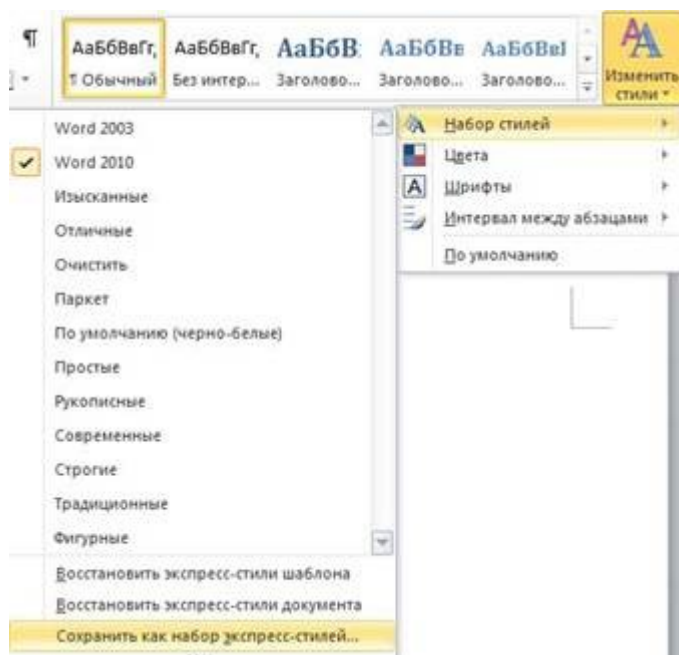 ¶
АаБбВвГг, АаБбВвГг, АаБбВ АаБбВв АаБбВвІ
¶ Обычный Без интер... Заголово... Заголово... Заголово...
Изменить
стили
Word 2003
Word 2010
Изысканные
Отличные
Очистить
Паркет
По умолчанию (черно-белые)
Простые
Рукописные
Современные
Строгие
Традиционные
Фигурные
Восстановить экспресс-стили шаблона
Восстановить экспресс-стили документа
Сохранить как набор экспресс-стилей...
Набор стилей
Цвета
Шрифты
Интервал между абзацами
По умолчанию